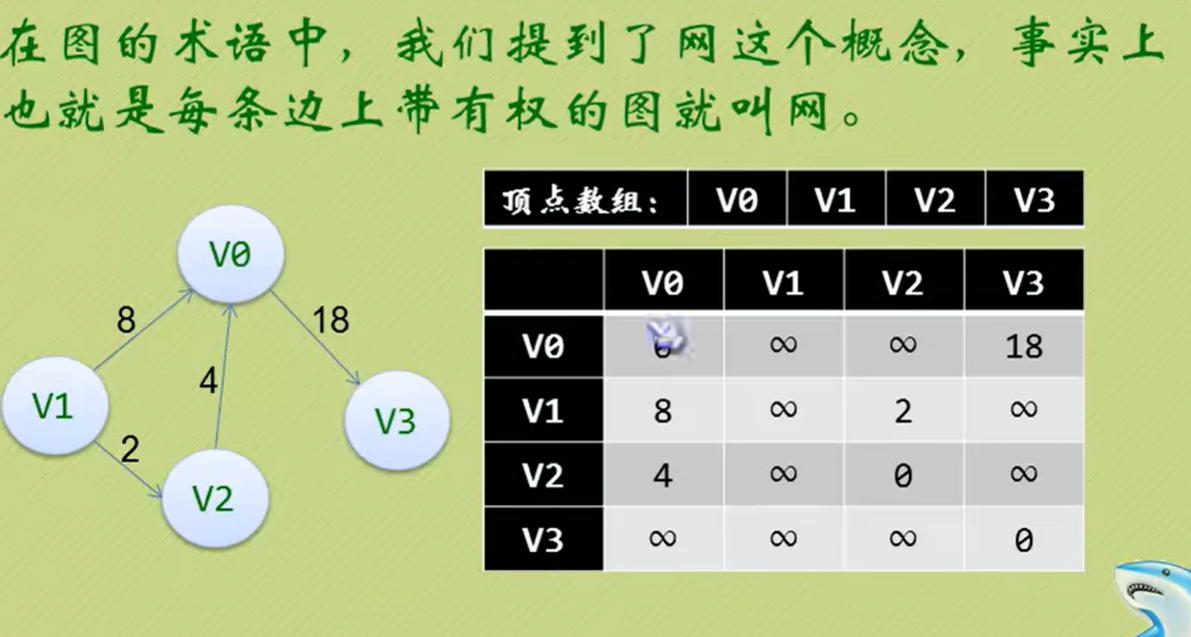 在图的术语中，我们提到了网这个概念，事实上
也就是每条边上带有权的图就叫网。
顶点数组： V0 V1 V2 V3
V0 V1 V2 V3
V0 ∞ ∞ 18
V1 8 ∞ 2 ∞
V2 4 ∞ 0 ∞
V3 ∞ ∞ ∞ 0
V0
8
18
4
V1
V3
2
V2